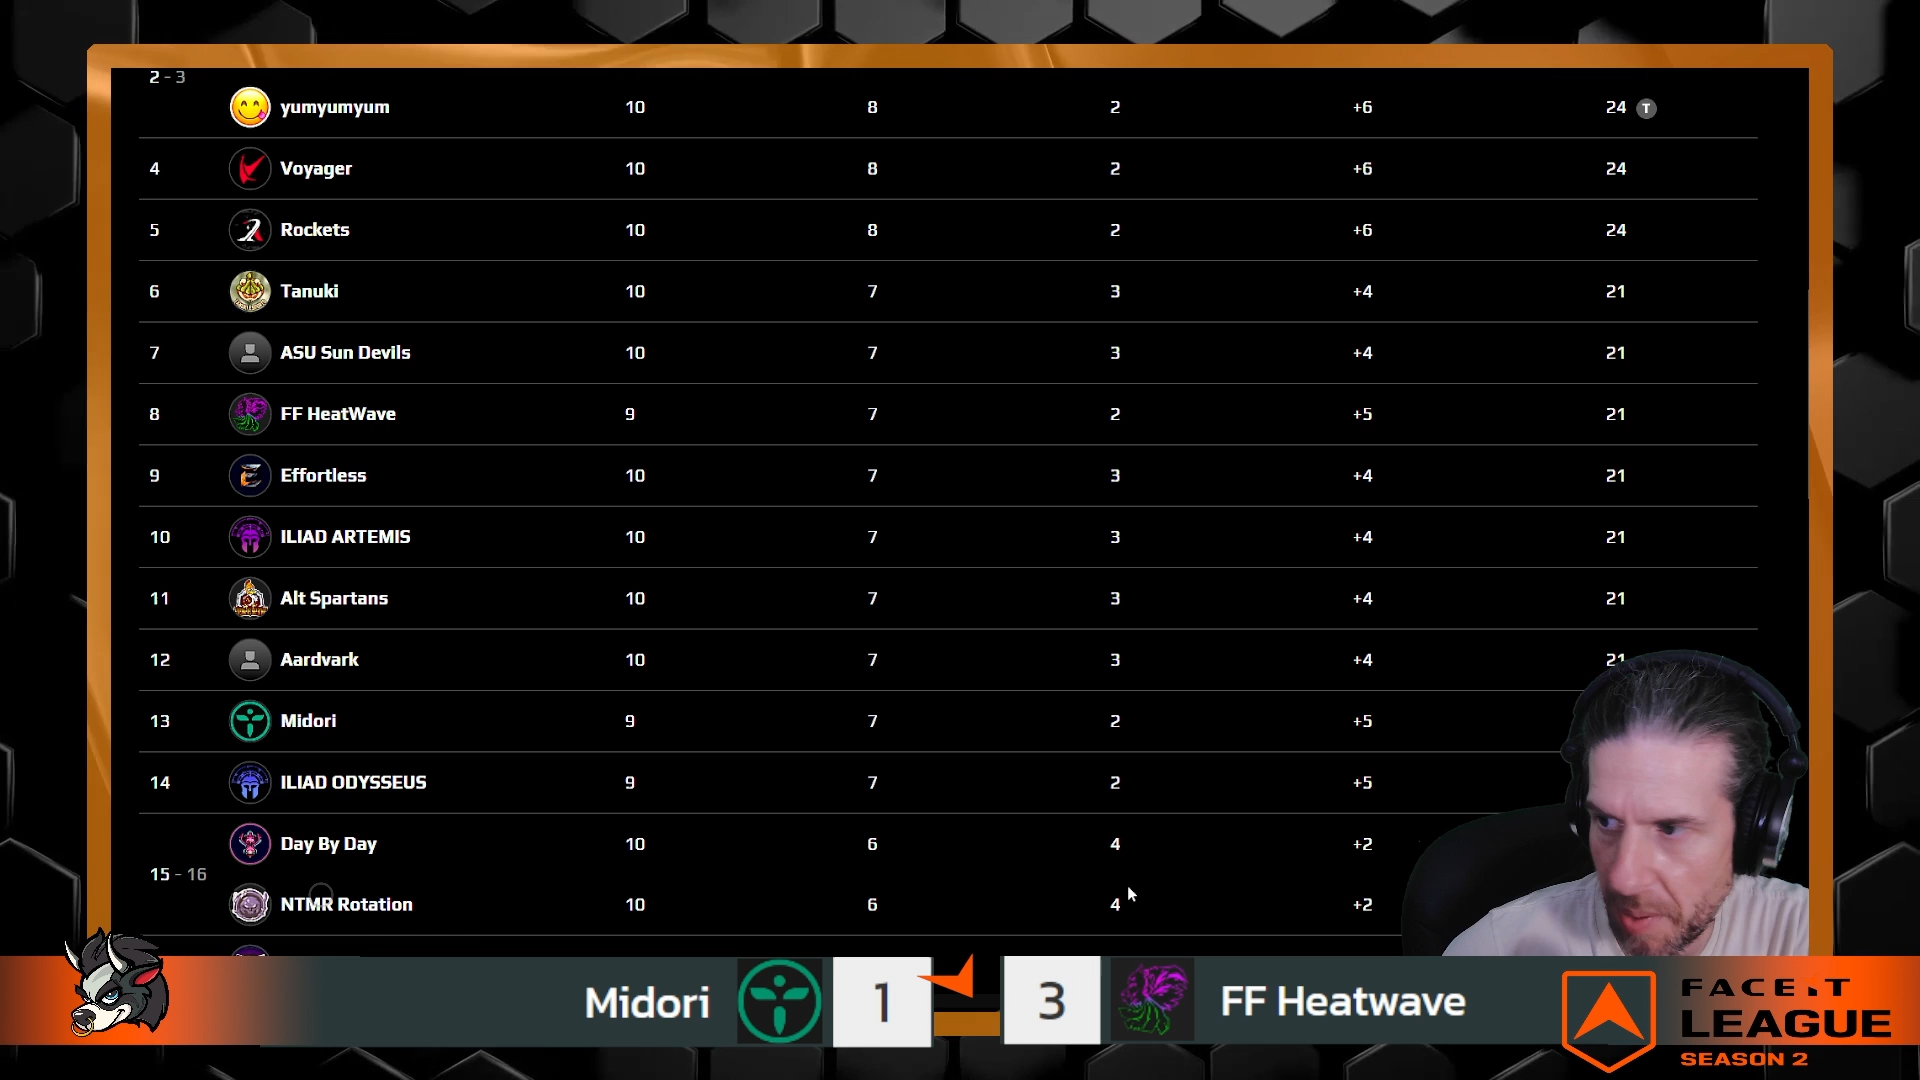 2 - 3
yumyumyum 10 8 2 +6 24 T
4 Voyager 10 8 2 +6 24
5 Rockets 10 8 2 +6 24
6 Tanuki 10 7 3 +4 21
7 ASU Sun Devils 10 7 3 +4 21
8 FF HeatWave 9 7 2 +5 21
9 Effortless 10 7 3 +4 21
10 ILIAD ARTEMIS 10 7 3 +4 21
11 Alt Spartans 10 7 3 +4 21
12 Aardvark 10 7 3 +4 21
13 Midori 9 7 2 +5
14 ILIAD ODYSSEUS 9 7 2 +5
Day By Day 10 6 4 +2
15 - 16
NTMR Rotation 10 6 4 +2
Midori 1 3 FF Heatwave
FACEIT
LEAGUE
SEASON 2